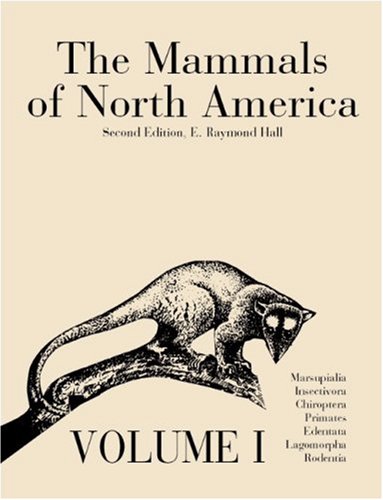 The Mammals
of North America
Second Edition, E. Raymond Hall
Marsupialia
Insectivora
Chiroptera
Primates
Edentata
Lagomorpha
Rodentia
VOLUME I